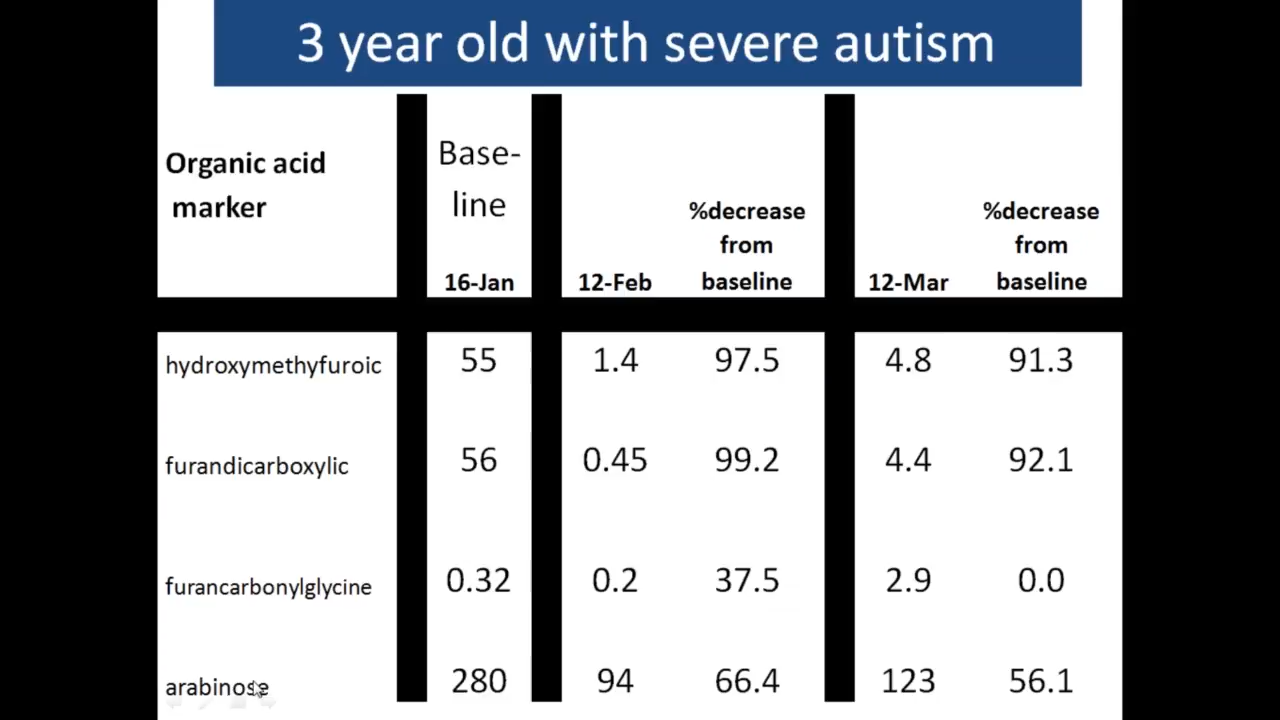 3 year old with severe autism
Organic acid
marker
Base-
line
16-Jan
12-Feb
%decrease
from
baseline
12-Mar
%decrease
from
baseline
hydroxymethyfuroic 55 1.4 97.5 4.8 91.3
furandicarboxylic 56 0.45 99.2 4.4 92.1
furancarbonylglycine 0.32 0.2 37.5 2.9 0.0
arabinose 280 94 66.4 123 56.1